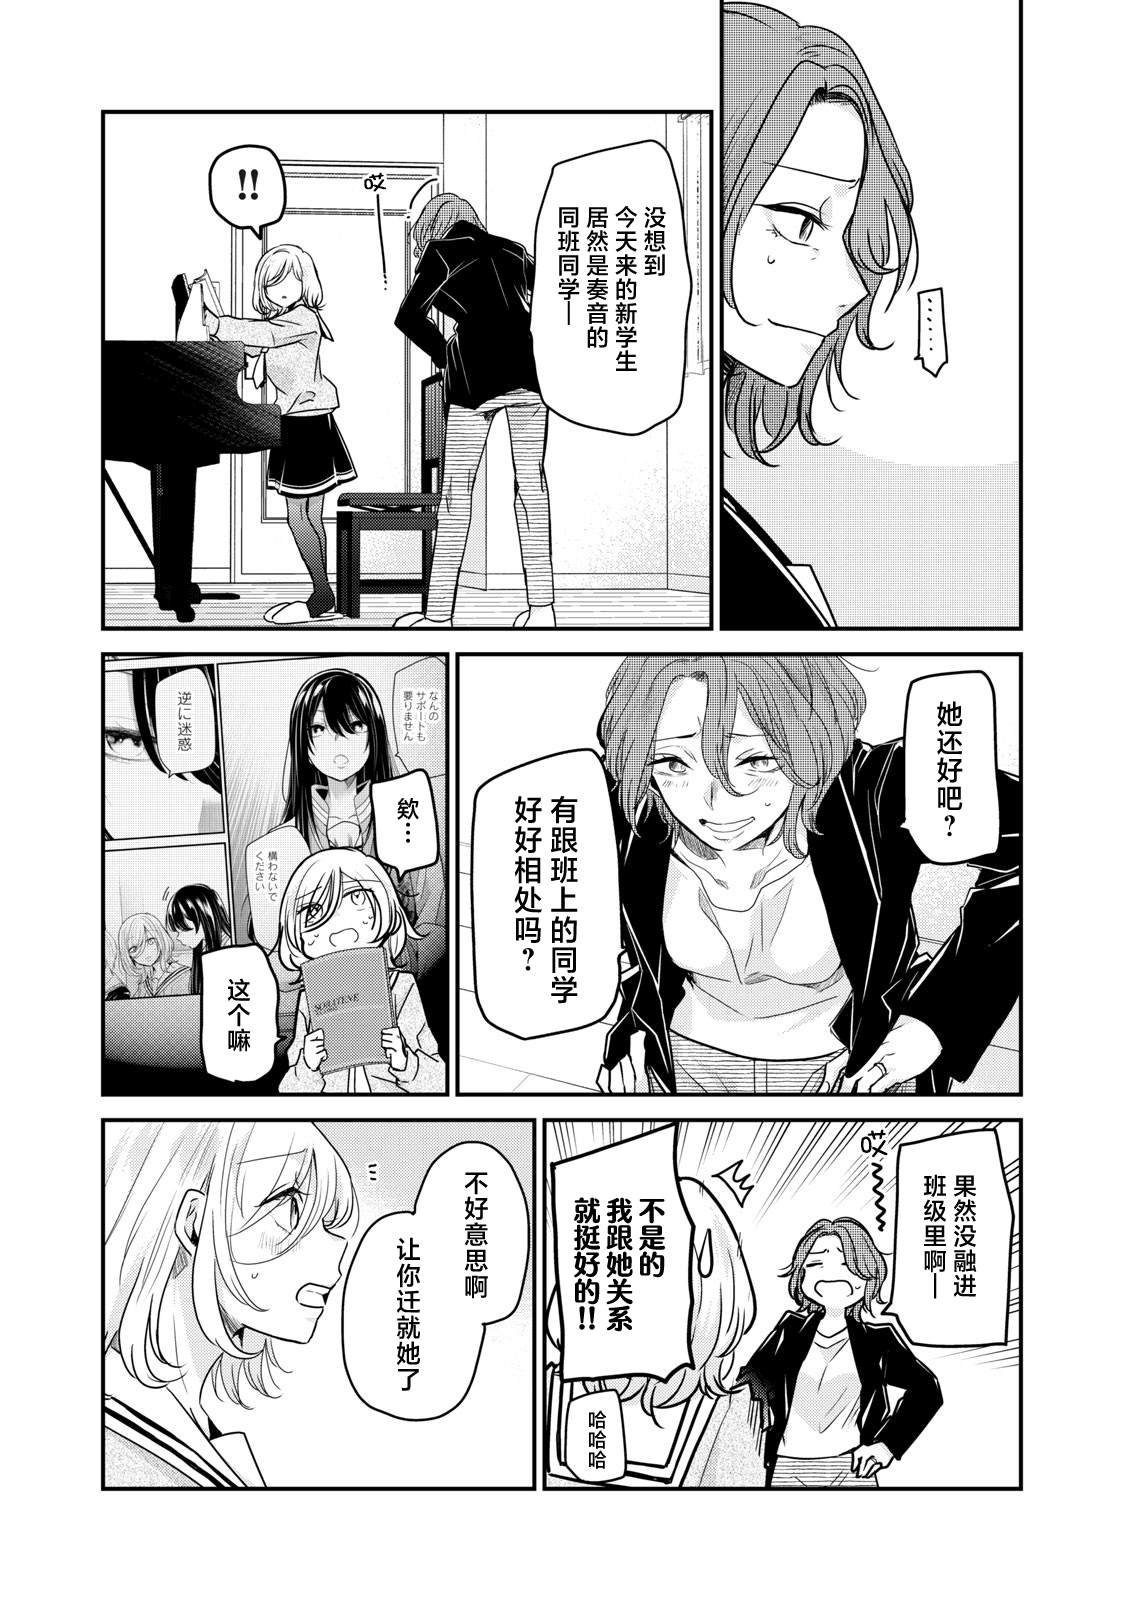 ……
没想到
今天来的新学生
居然是奏音的
同班同学—
哎
!!
她还好吧?
有跟班上的同学
好好相处吗?
なんの
サポートも
要りません
逆に迷惑
構わないで
ください
欸…
这个嘛
果然没融进
班级里啊—
哎
不是的
我跟她关系
就挺好的!!
哈哈哈
不好意思啊
让你迁就她了